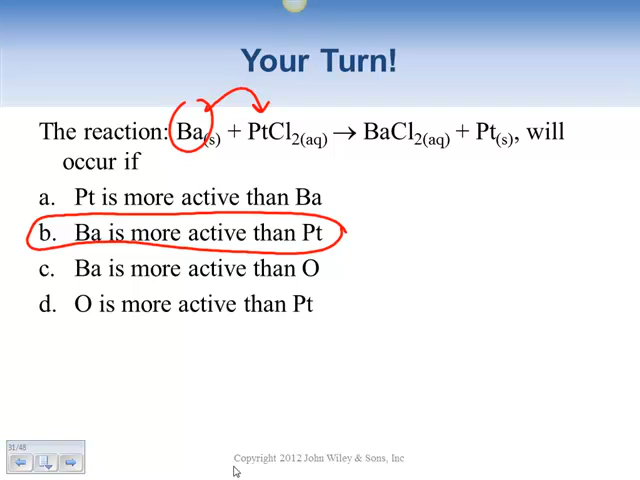 Your Turn!
The reaction: Ba(s) + PtCl2(aq) → BaCl2(aq) + Pt(s), will
occur if
a. Pt is more active than Ba
b. Ba is more active than Pt
c. Ba is more active than O
d. O is more active than Pt
31/48
Copyright 2012 John Wiley & Sons, Inc